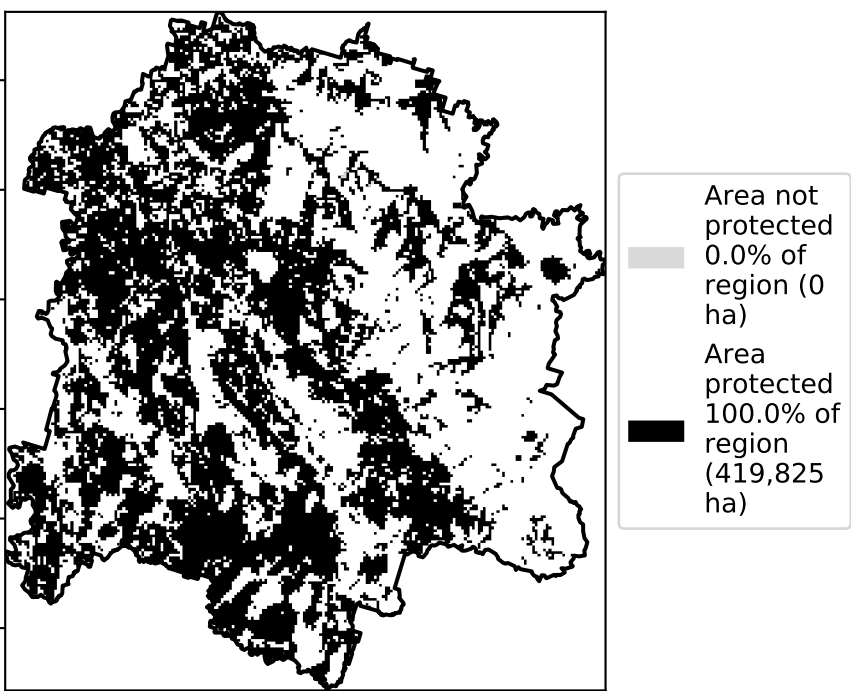 Area not
protected
0.0% of
region (0
ha)
Area
protected
100.0% of
region
(419,825
ha)